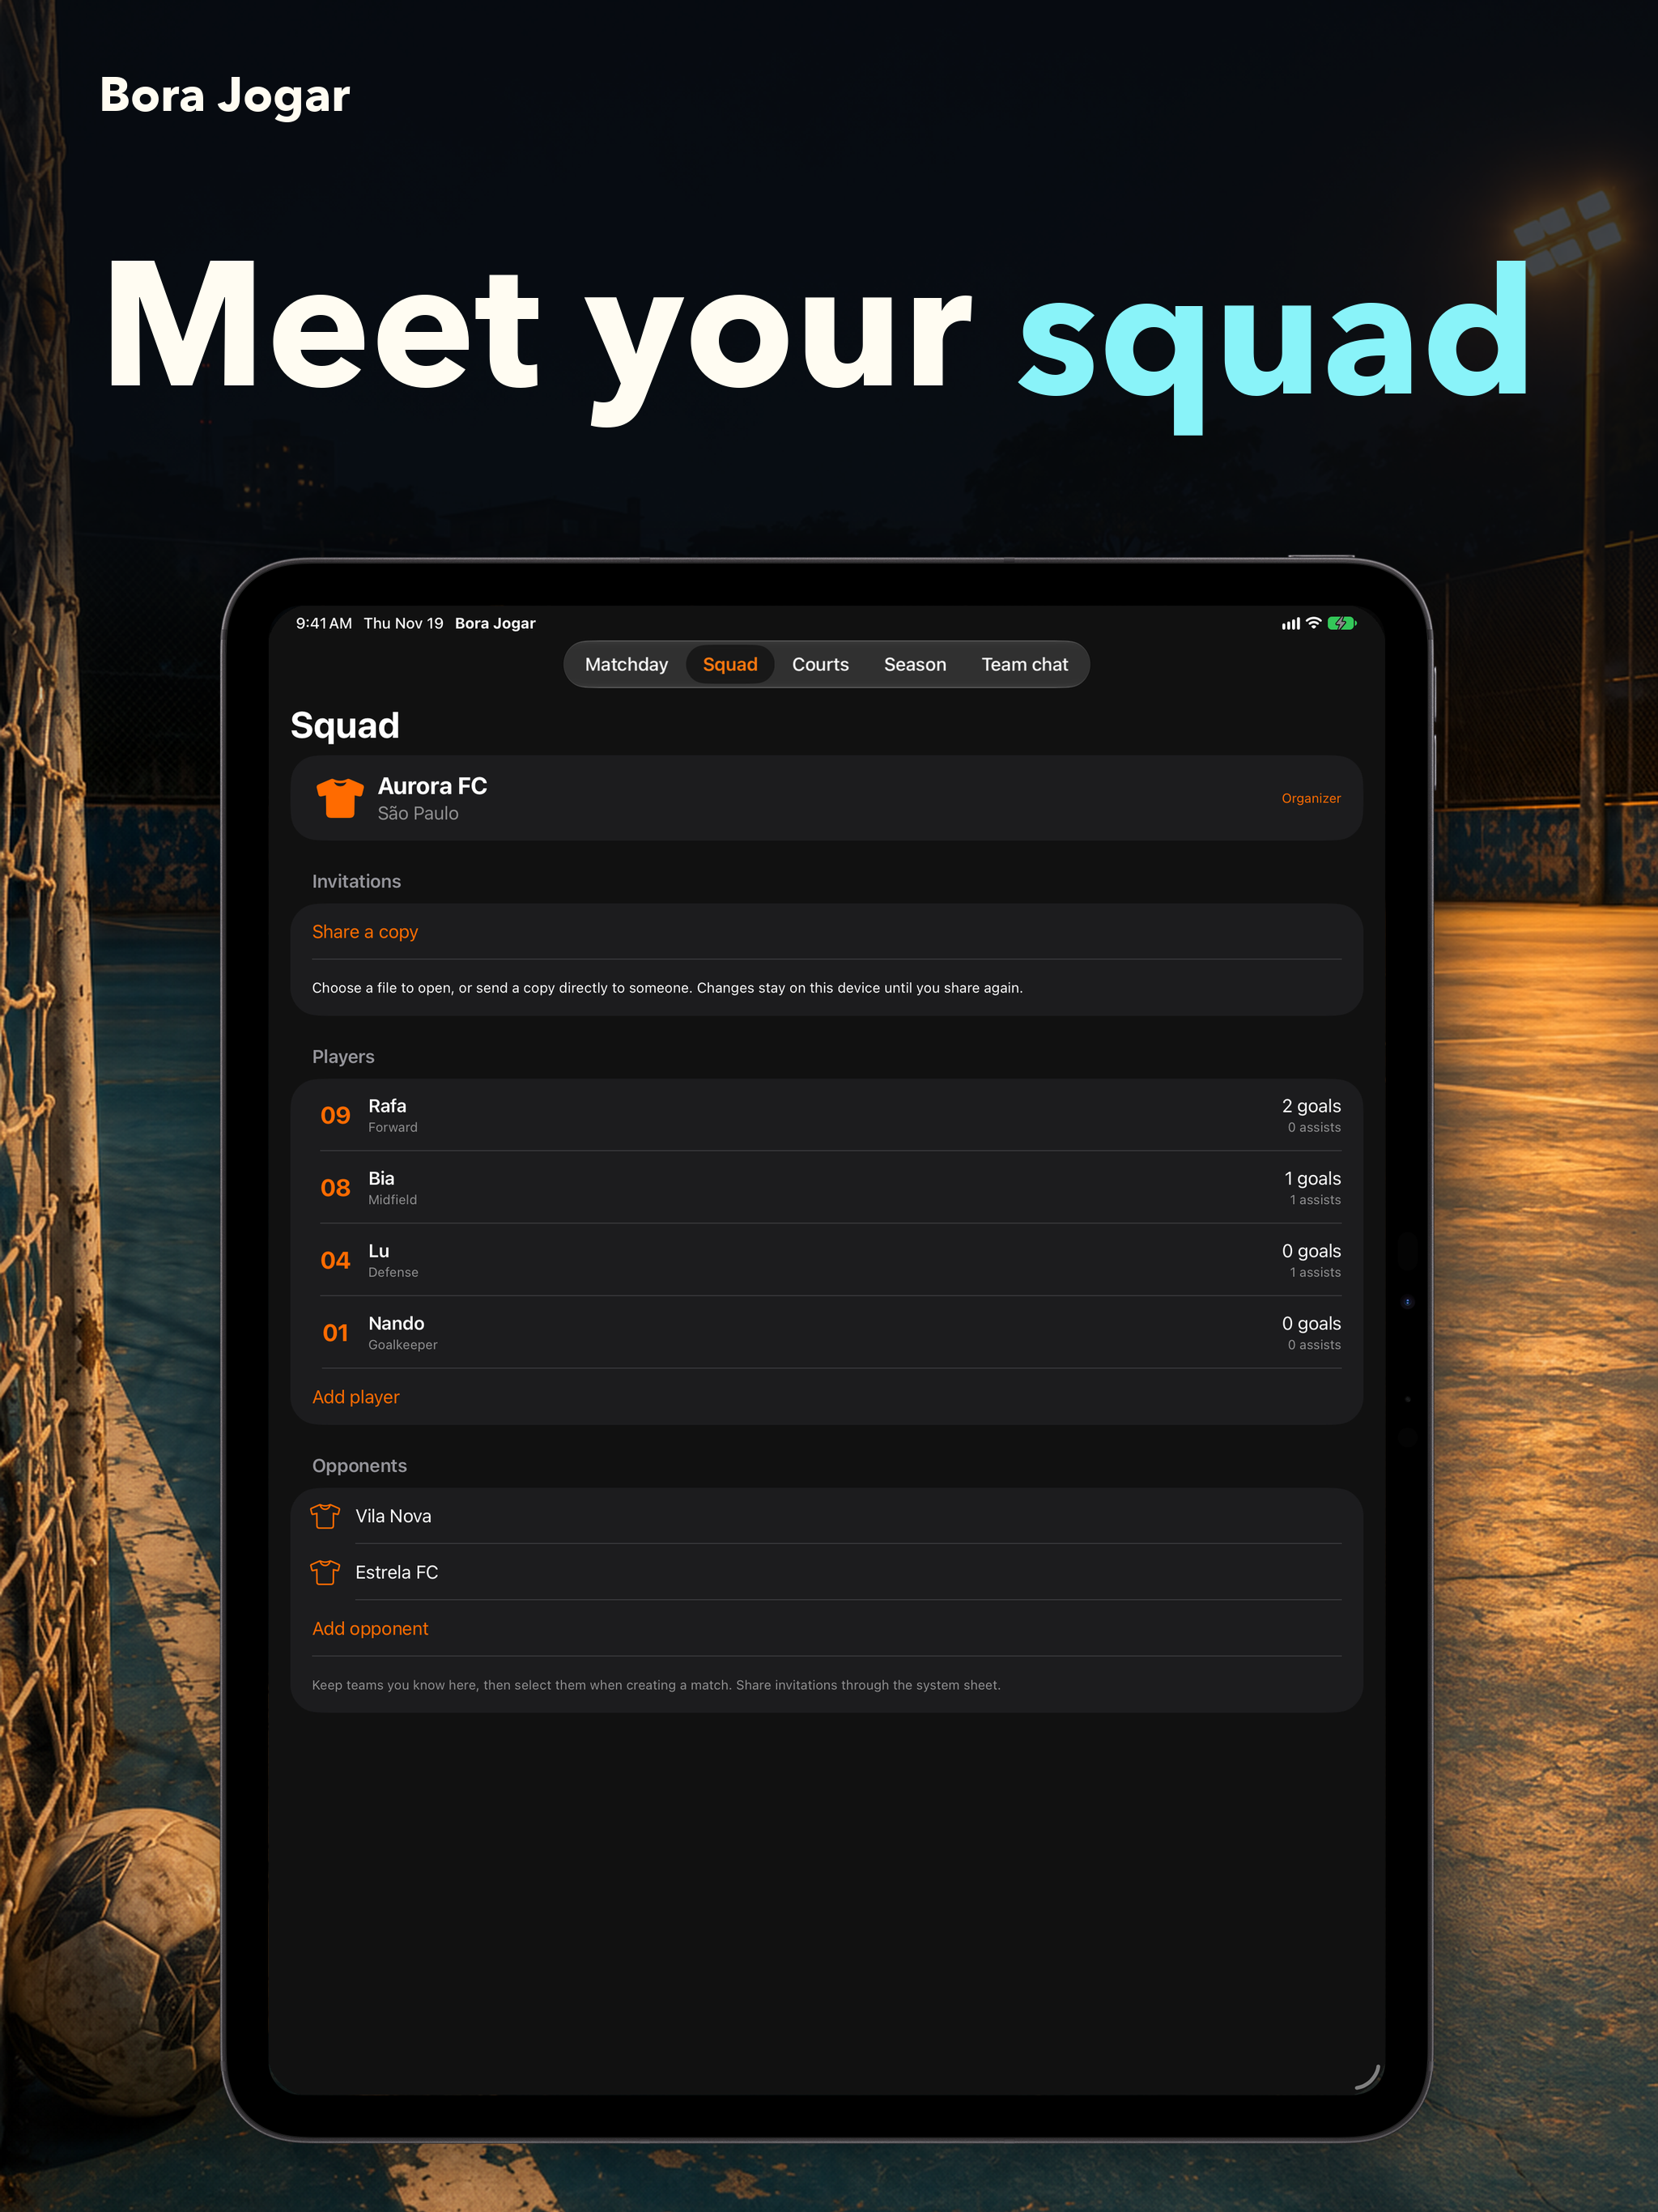 Bora Jogar
Meet your squad
9:41 AM Thu Nov 19 Bora Jogar
Matchday Squad Courts Season Team chat
Squad
Aurora FC
São Paulo
Organizer
Invitations
Share a copy
Choose a file to open, or send a copy directly to someone. Changes stay on this device until you share again.
Players
09 Rafa 2 goals
Forward 0 assists
08 Bia 1 goals
Midfield 1 assists
04 Lu 0 goals
Defense 1 assists
01 Nando 0 goals
Goalkeeper 0 assists
Add player
Opponents
Vila Nova
Estrela FC
Add opponent
Keep teams you know here, then select them when creating a match. Share invitations through the system sheet.